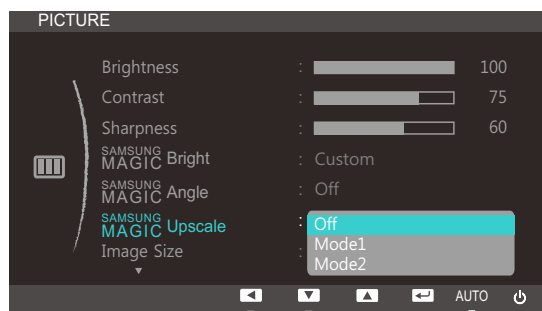 PICTURE
Brightness : 100
Contrast : 75
Sharpness : 60
SAMSUNG MAGIC Bright : Custom
SAMSUNG MAGIC Angle : Off
SAMSUNG MAGIC Upscale : Off
Mode1
Image Size : Mode2
AUTO